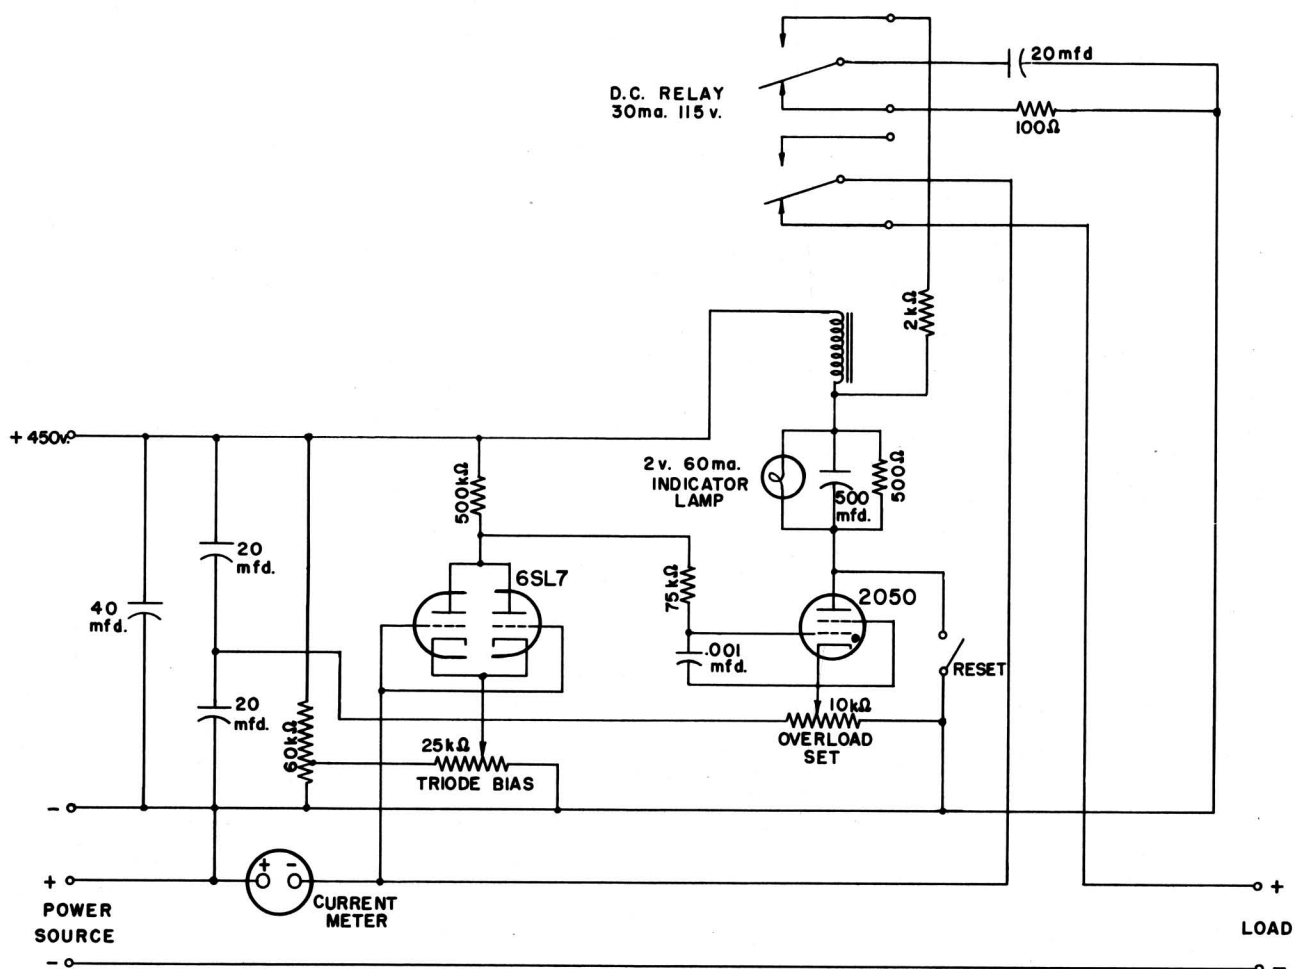 20 mfd
D.C. RELAY
30ma. 115v.
100Ω
2kΩ
+ 450v.
2v. 60ma.
INDICATOR
LAMP
500kΩ
500
mfd.
500Ω
20
mfd.
6SL7
75kΩ
2050
40
mfd.
.001
mfd.
RESET
20
mfd.
60kΩ
25kΩ
TRIODE BIAS
10kΩ
OVERLOAD
SET
-
+
+ -
CURRENT
METER
POWER
SOURCE
+
LOAD
-
-